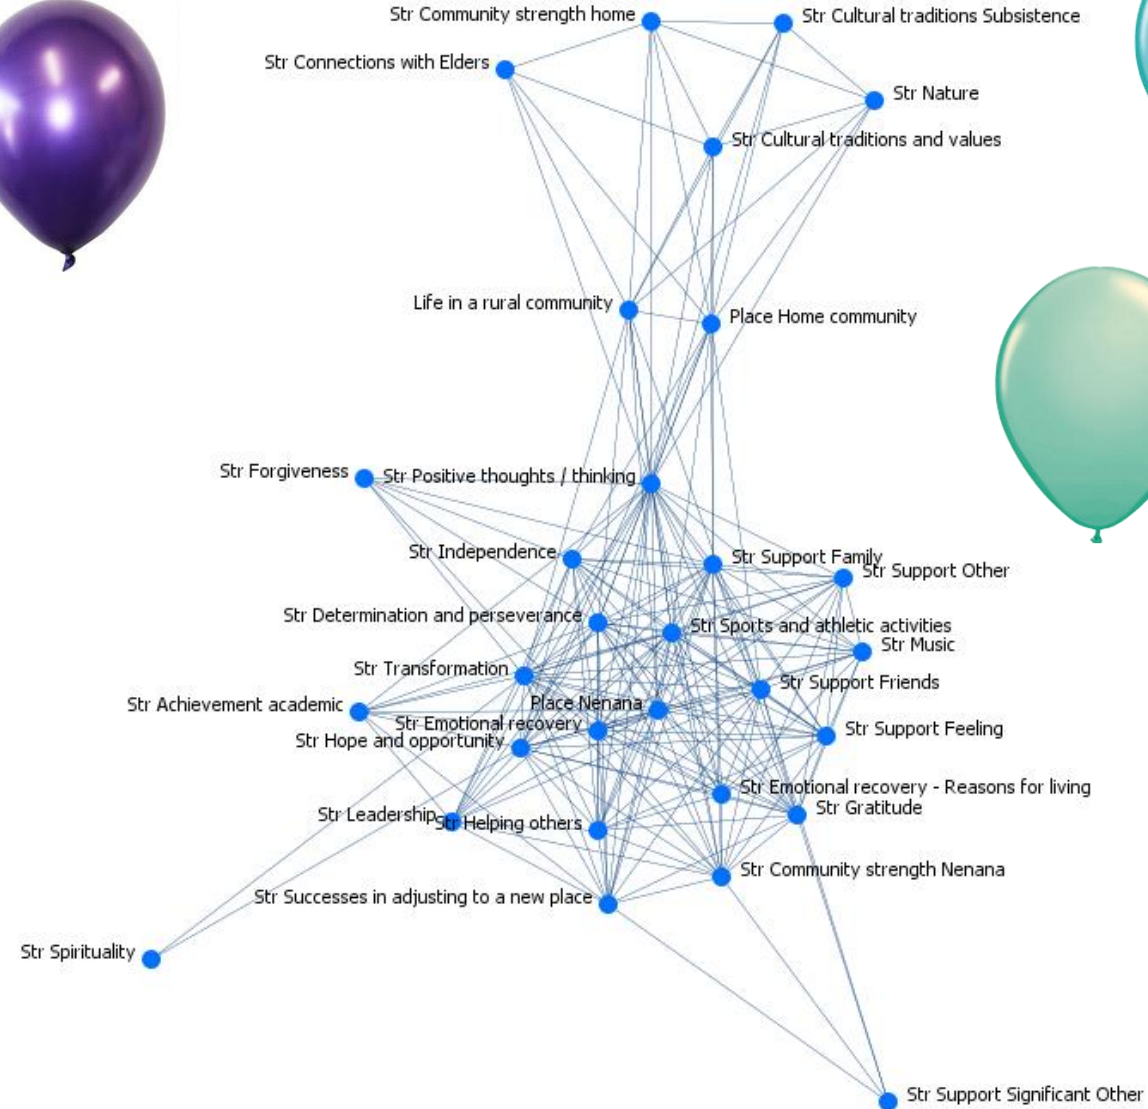 Str Community strength home
Str Cultural traditions Subsistence
Str Connections with Elders
Str Nature
Str Cultural traditions and values
Life in a rural community
Place Home community
Str Forgiveness
Str Positive thoughts / thinking
Str Independence
Str Support Family
Str Support Other
Str Determination and perseverance
Str Sports and athletic activities
Str Music
Str Transformation
Str Support Friends
Str Achievement academic
Place Nenana
Str Emotional recovery
Str Support Feeling
Str Hope and opportunity
Str Emotional recovery - Reasons for living
Str Gratitude
Str Leadership
Str Helping others
Str Community strength Nenana
Str Successes in adjusting to a new place
Str Spirituality
Str Support Significant Other